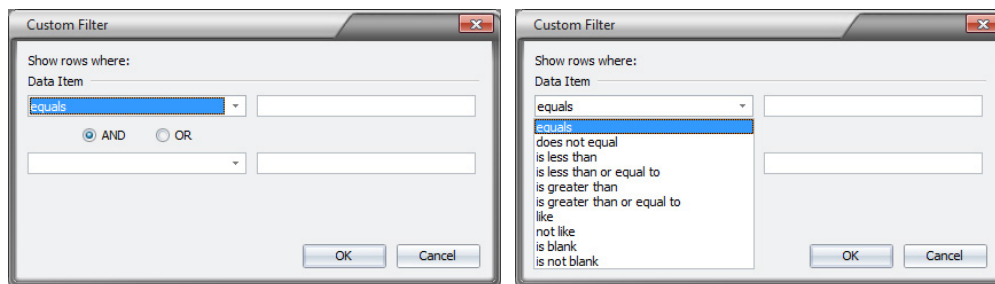 Custom Filter
Show rows where:
Data Item
equals
AND OR
OK Cancel
Custom Filter
Show rows where:
Data Item
equals
equals
does not equal
is less than
is less than or equal to
is greater than
is greater than or equal to
like
not like
is blank
is not blank
OK Cancel